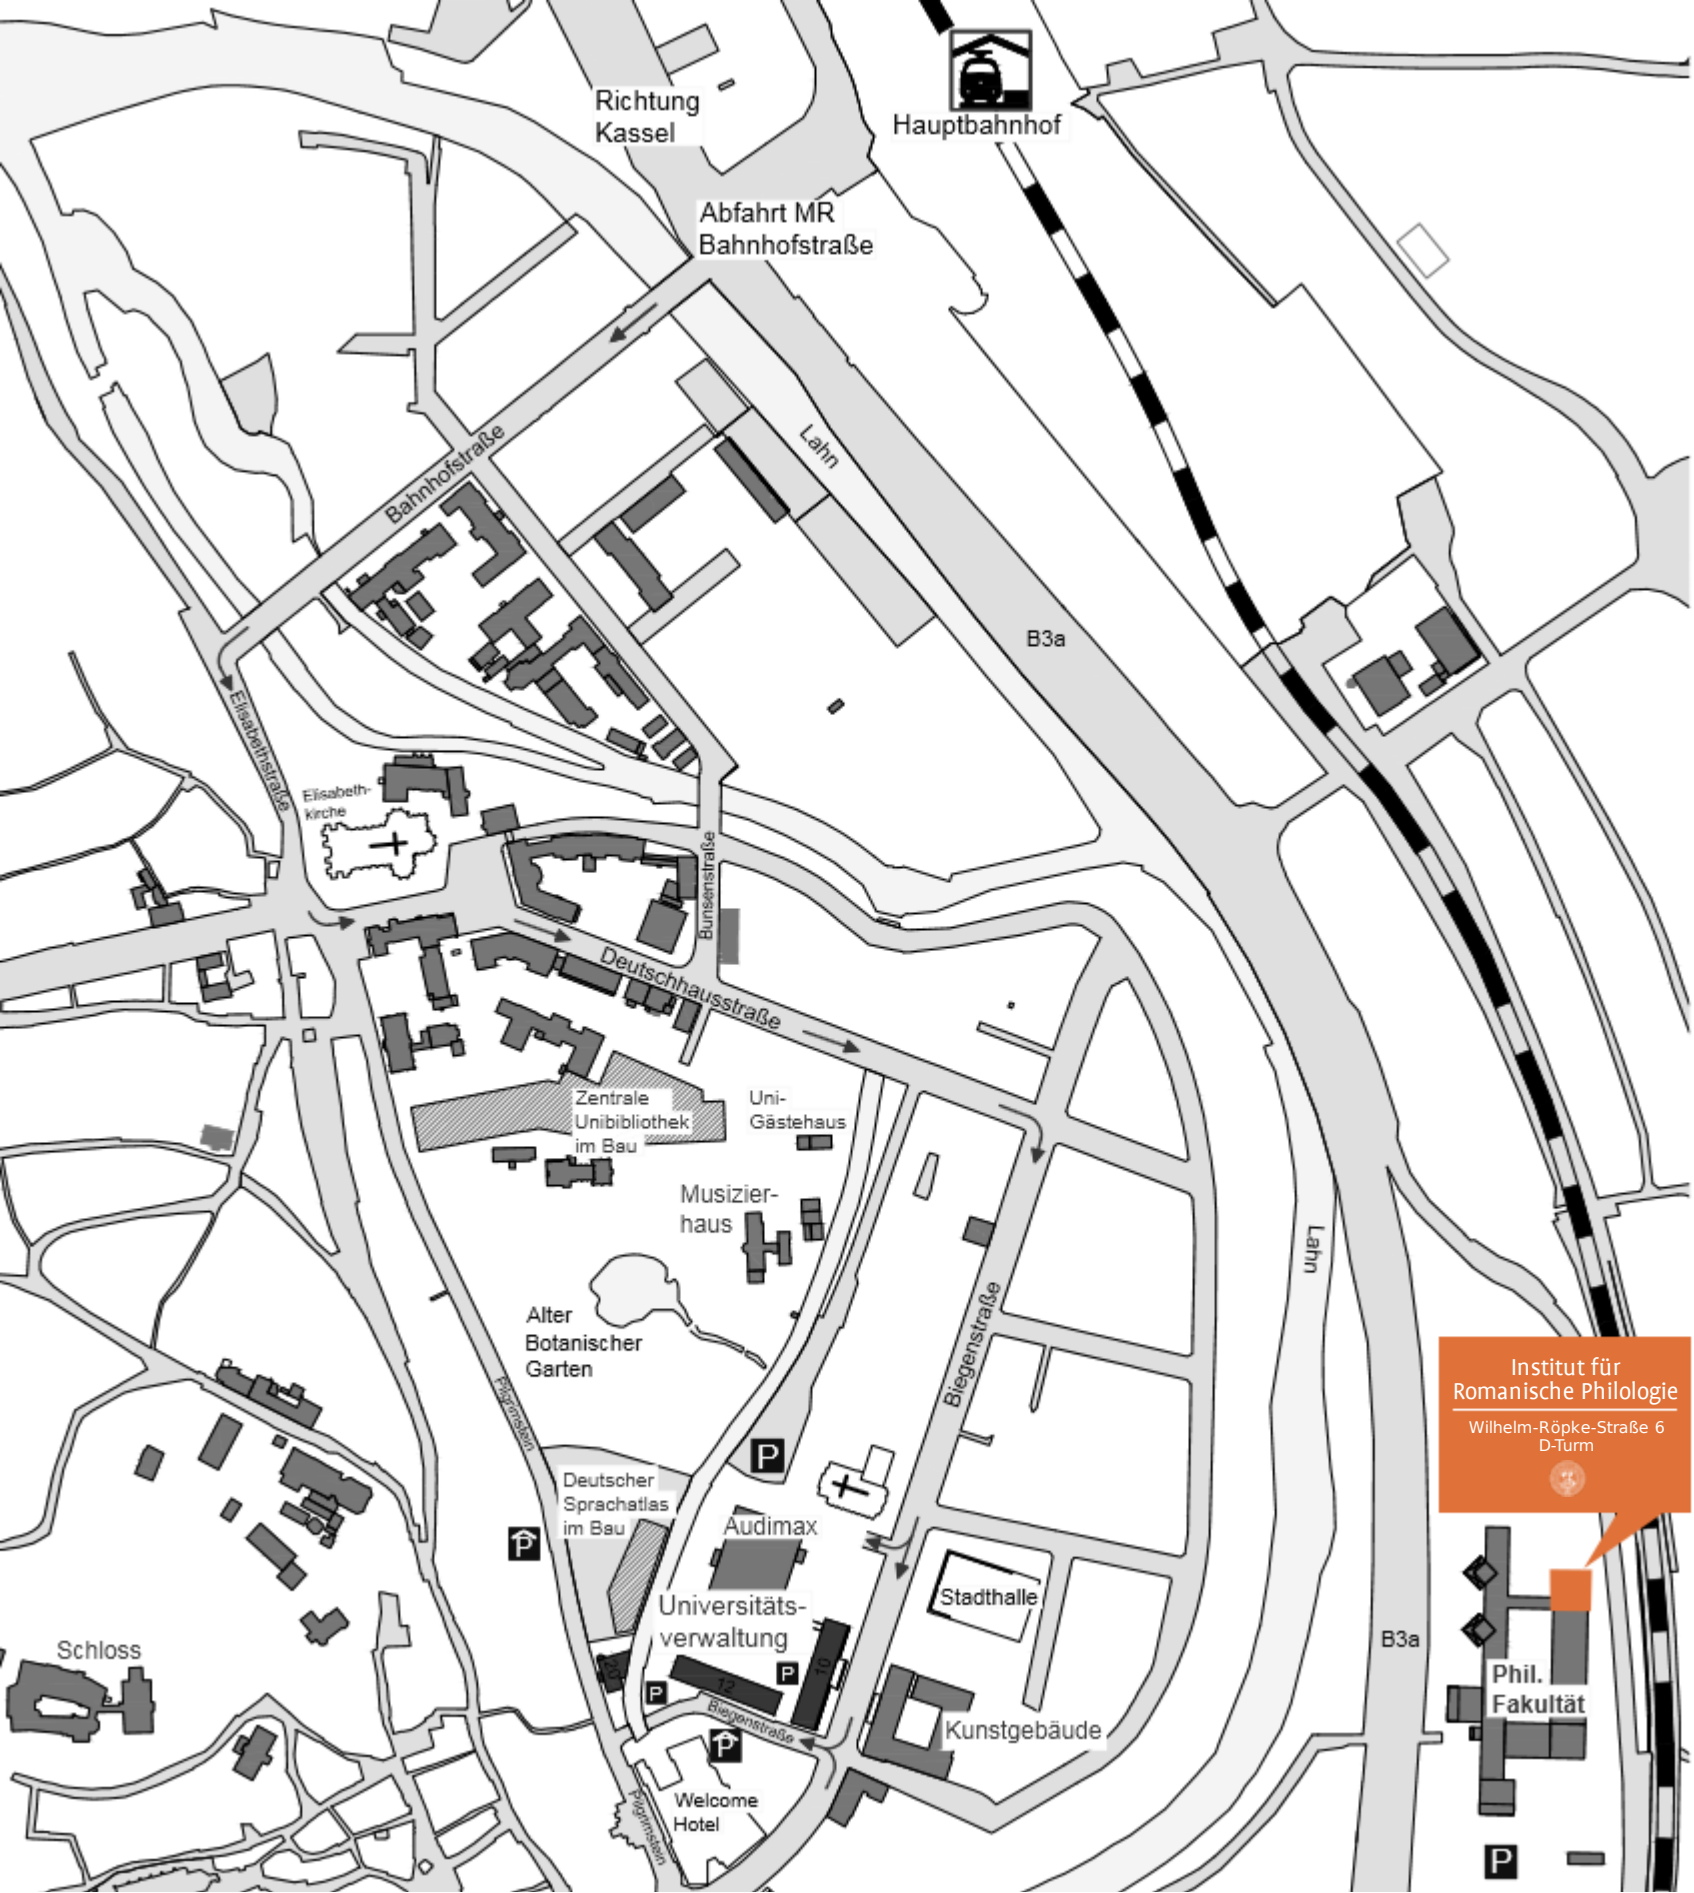 Hauptbahnhof
Richtung
Kassel
Abfahrt MR
Bahnhofstraße
Bahnhofstraße
Lahn
B3a
Elisabethstraße
Elisabeth-
kirche
Bunsenstraße
Deutschhausstraße
Zentrale
Unibibliothek
im Bau
Uni-
Gästehaus
Musizier-
haus
Lahn
Alter
Botanischer
Garten
Biegenstraße
Pilgrimstein
Institut für
Romanische Philologie
Wilhelm-Röpke-Straße 6
D-Turm
P
Deutscher
Sprachatlas
im Bau
P
Audimax
Stadthalle
Universitäts-
verwaltung
Schloss
B3a
10
12
P
P
Phil.
Fakultät
Biegenstraße
Kunstgebäude
P
Welcome
Hotel
Pilgrimstein
P